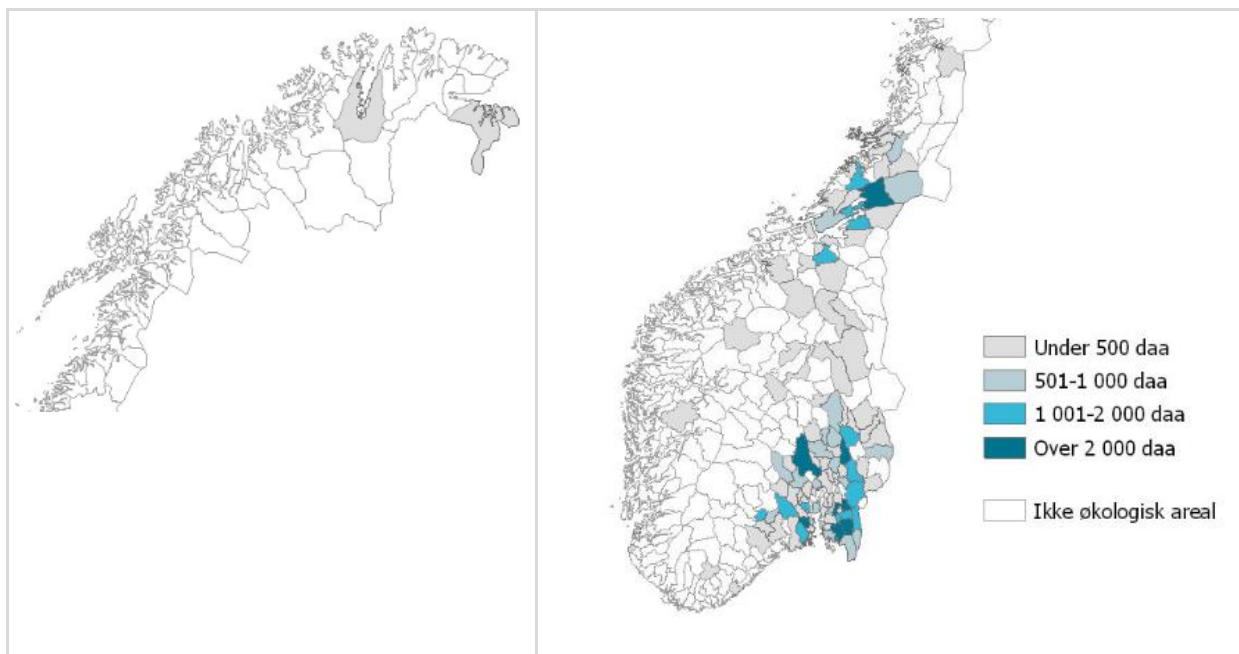 Under 500 daa
501-1 000 daa
1 001-2 000 daa
Over 2 000 daa
Ikke økologisk areal